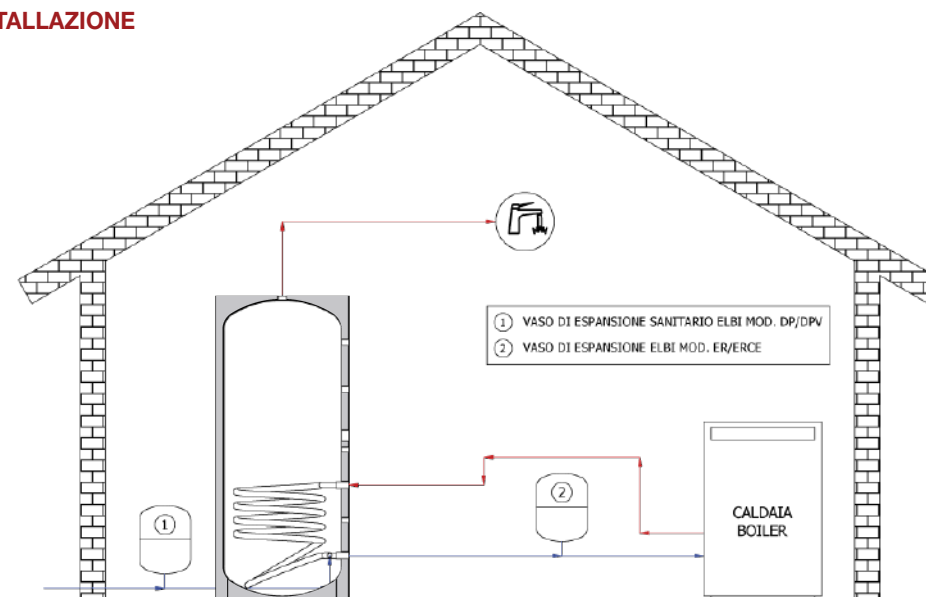 TALLAZIONE
1 VASO DI ESPANSIONE SANITARIO ELBI MOD. DP/DPV
2 VASO DI ESPANSIONE ELBI MOD. ER/ERCE
1
2
CALDAIA
BOILER